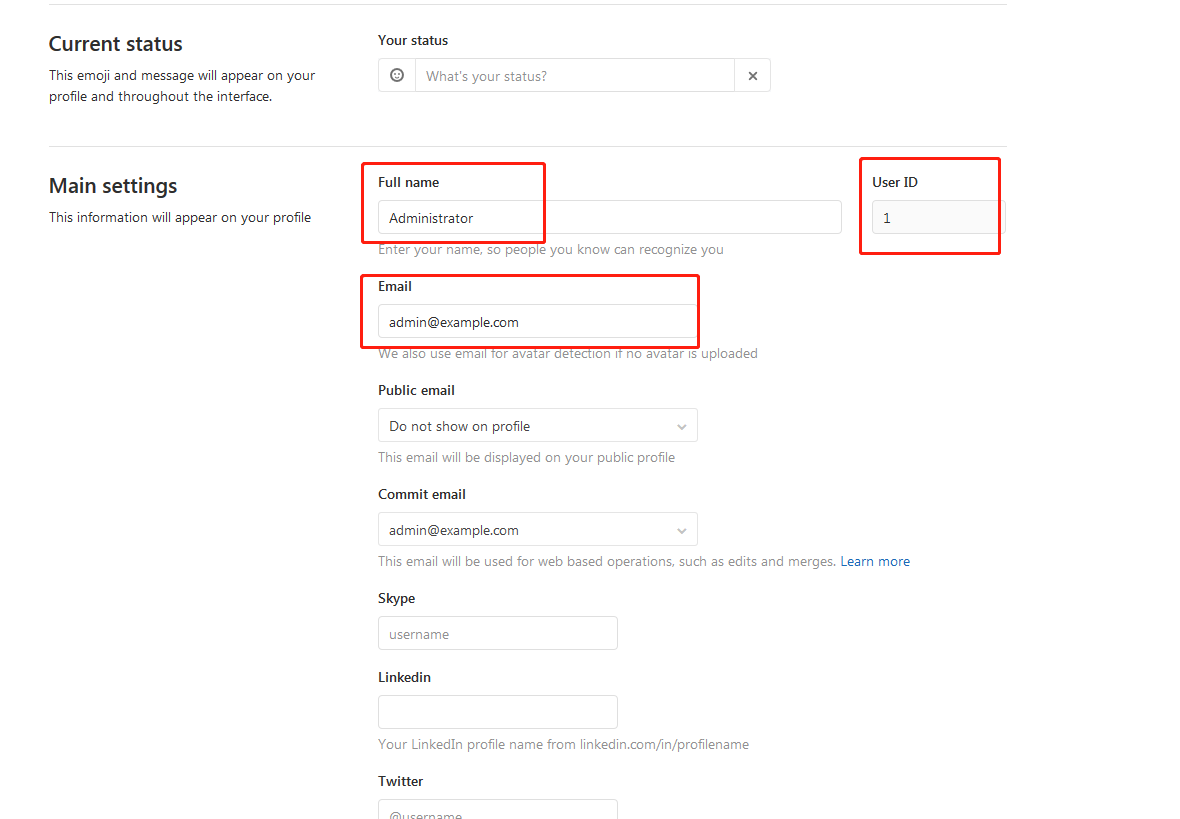 Current status
This emoji and message will appear on your
profile and throughout the interface.
Your status
What's your status?
Main settings
This information will appear on your profile
Full name
Administrator
Enter your name, so people you know can recognize you
User ID
1
Email
admin@example.com
We also use email for avatar detection if no avatar is uploaded
Public email
Do not show on profile
This email will be displayed on your public profile
Commit email
admin@example.com
This email will be used for web based operations, such as edits and merges. Learn more
Skype
username
Linkedin
Your LinkedIn profile name from linkedin.com/in/profilename
Twitter
@username